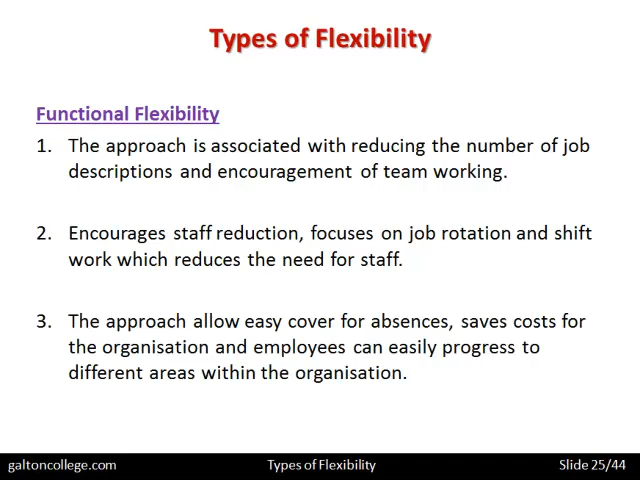 Types of Flexibility
Functional Flexibility
1. The approach is associated with reducing the number of job
descriptions and encouragement of team working.
2. Encourages staff reduction, focuses on job rotation and shift
work which reduces the need for staff.
3. The approach allow easy cover for absences, saves costs for
the organisation and employees can easily progress to
different areas within the organisation.
galtoncollege.com Types of Flexibility Slide 25/44